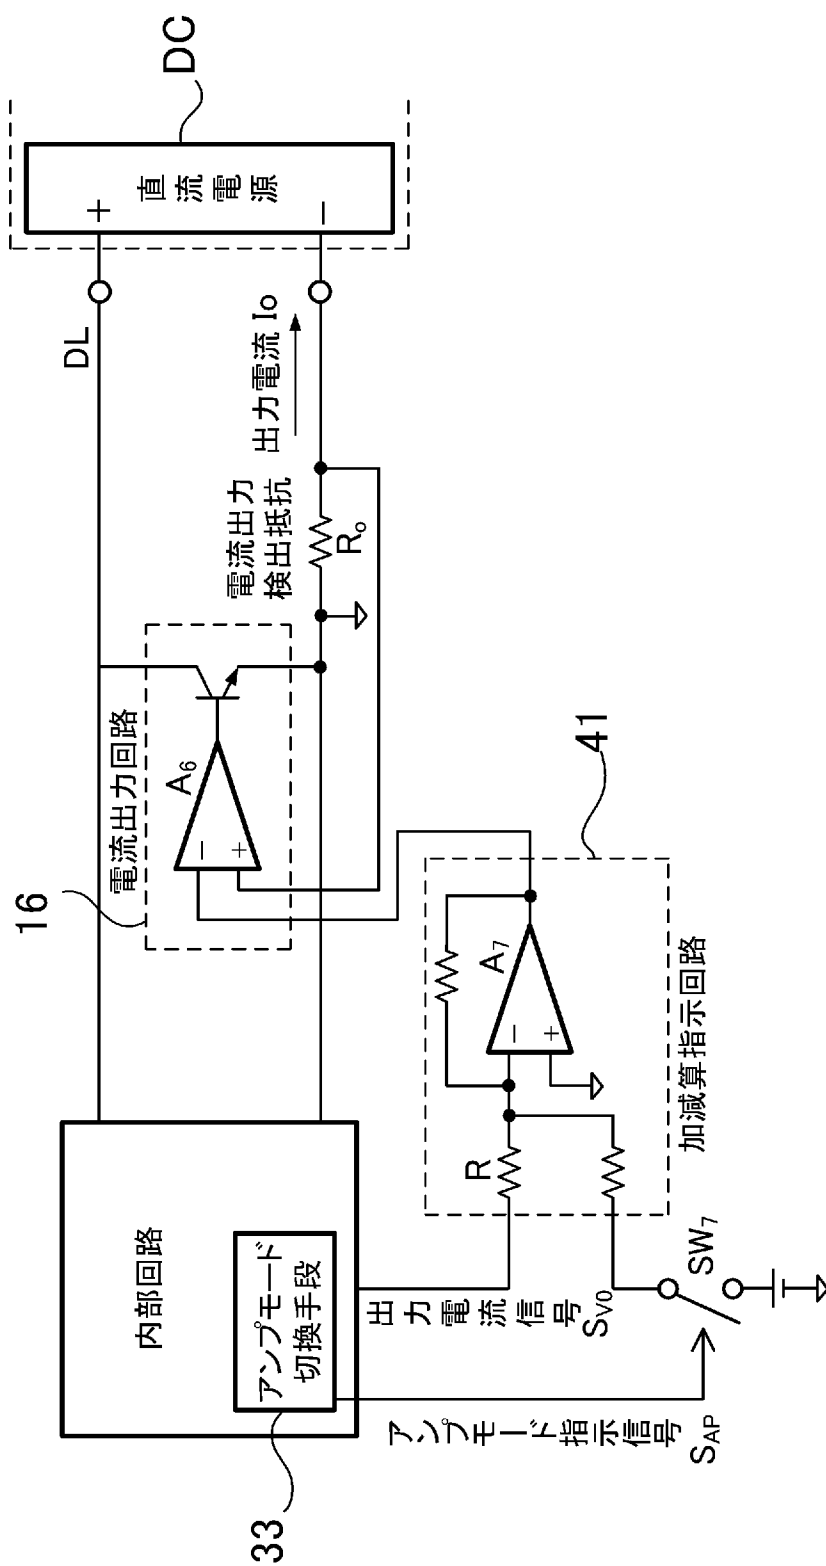 内部回路
33
アンプモード
切換手段
アンプモード指示信号
SAP
出力電流信号
SV0
SW7
16
電流出力回路
A6
−
+
R
A7
−
+
加減算指示回路
41
電流出力
検出抵抗
Ro
出力電流 Io
DL
+
−
直流電源
DC